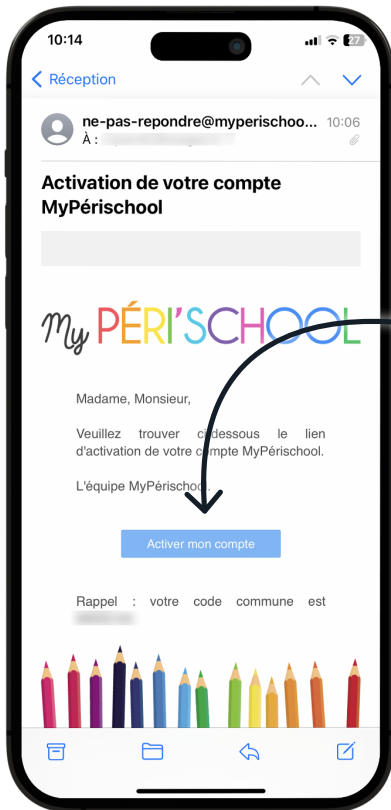 10:14
27
Réception
ne-pas-repondre@myperischoo... 10:06
À :
Activation de votre compte
MyPérischool
My PÉRI'SCHOOL
Madame, Monsieur,
Veuillez trouver ci-dessous le lien
d'activation de votre compte MyPérischool.
L'équipe MyPérischool.
Activer mon compte
Rappel : votre code commune est